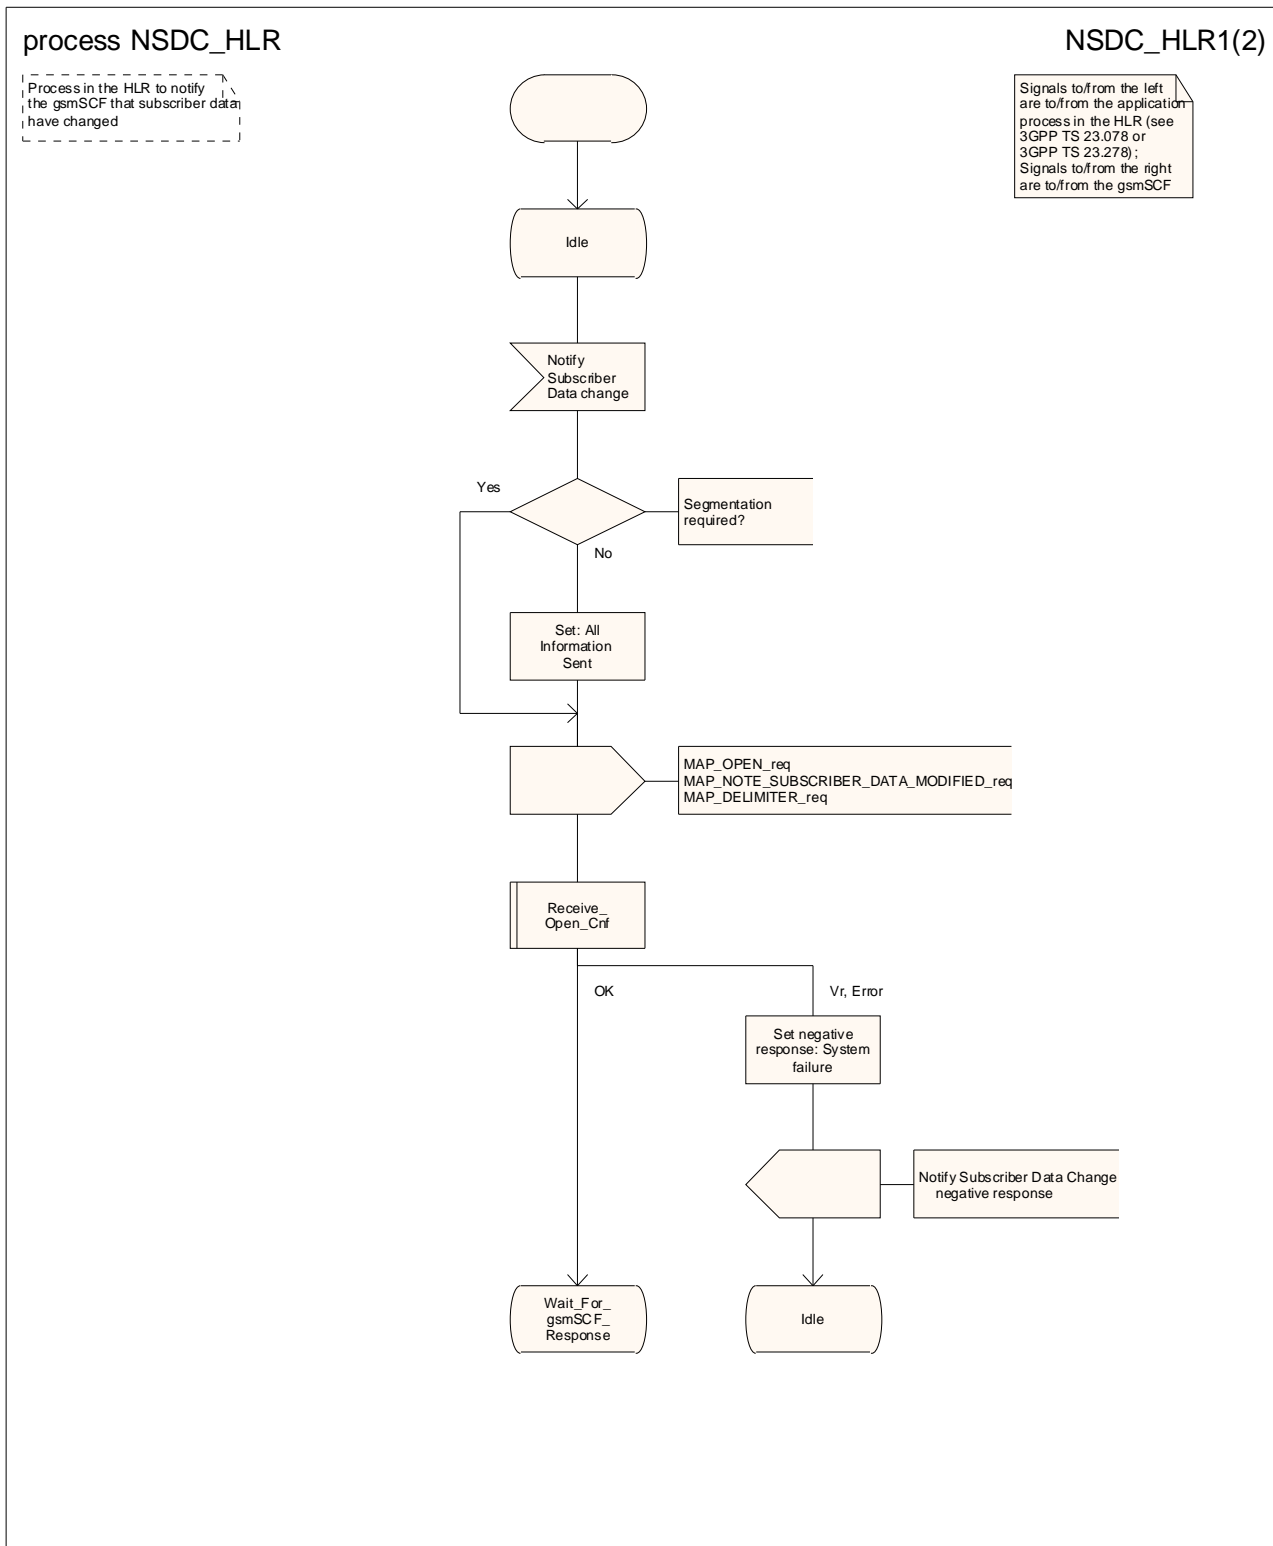 process NSDC_HLR
NSDC_HLR1(2)
Process in the HLR to notify
the gsmSCF that subscriber data
have changed
Signals to/from the left
are to/from the application
process in the HLR (see
3GPP TS 23.078 or
3GPP TS 23.278);
Signals to/from the right
are to/from the gsmSCF
Idle
Notify
Subscriber
Data change
Yes
Segmentation
required?
No
Set: All
Information
Sent
MAP_OPEN_req
MAP_NOTE_SUBSCRIBER_DATA_MODIFIED_req
MAP_DELIMITER_req
Receive_
Open_Cnf
OK
Vr, Error
Set negative
response: System
failure
Notify Subscriber Data Change
negative response
Wait_For_
gsmSCF_
Response
Idle